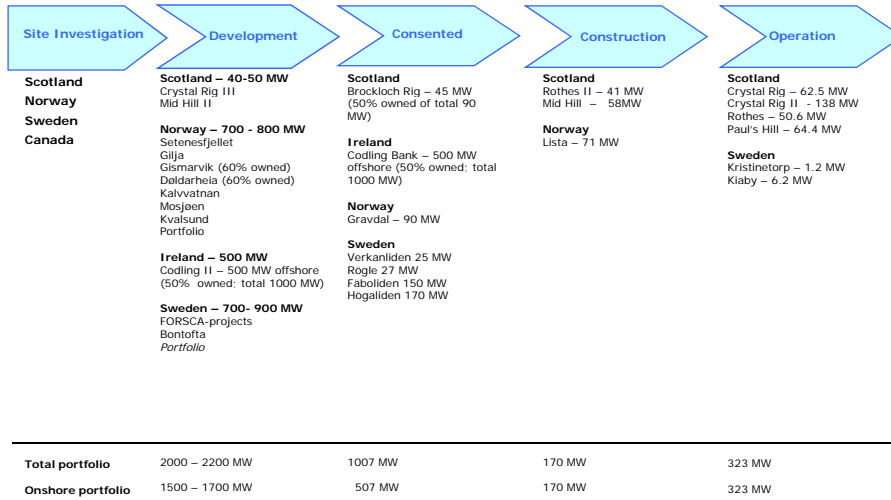 Site Investigation
Development
Consented
Construction
Operation
Scotland
Norway
Sweden
Canada
Scotland – 40-50 MW
Crystal Rig III
Mid Hill II
Norway – 700 - 800 MW
Setenesfjellet
Gilja
Gismarvik (60% owned)
Døldarheia (60% owned)
Kalvvatnan
Mosjøen
Kvalsund
Portfolio
Ireland – 500 MW
Codling II – 500 MW offshore
(50% owned; total 1000 MW)
Sweden – 700- 900 MW
FORSCA-projects
Bontofta
Portfolio
Scotland
Brockloch Rig – 45 MW
(50% owned of total 90
MW)
Ireland
Codling Bank – 500 MW
offshore (50% owned; total
1000 MW)
Norway
Gravdal – 90 MW
Sweden
Verkanliden 25 MW
Rögle 27 MW
Fäboliden 150 MW
Högaliden 170 MW
Scotland
Rothes II – 41 MW
Mid Hill – 58MW
Norway
Lista – 71 MW
Scotland
Crystal Rig – 62.5 MW
Crystal Rig II - 138 MW
Rothes – 50.6 MW
Paul's Hill – 64.4 MW
Sweden
Kristinetorp – 1.2 MW
Kiaby – 6.2 MW
Total portfolio 2000 – 2200 MW 1007 MW 170 MW 323 MW
Onshore portfolio 1500 – 1700 MW 507 MW 170 MW 323 MW